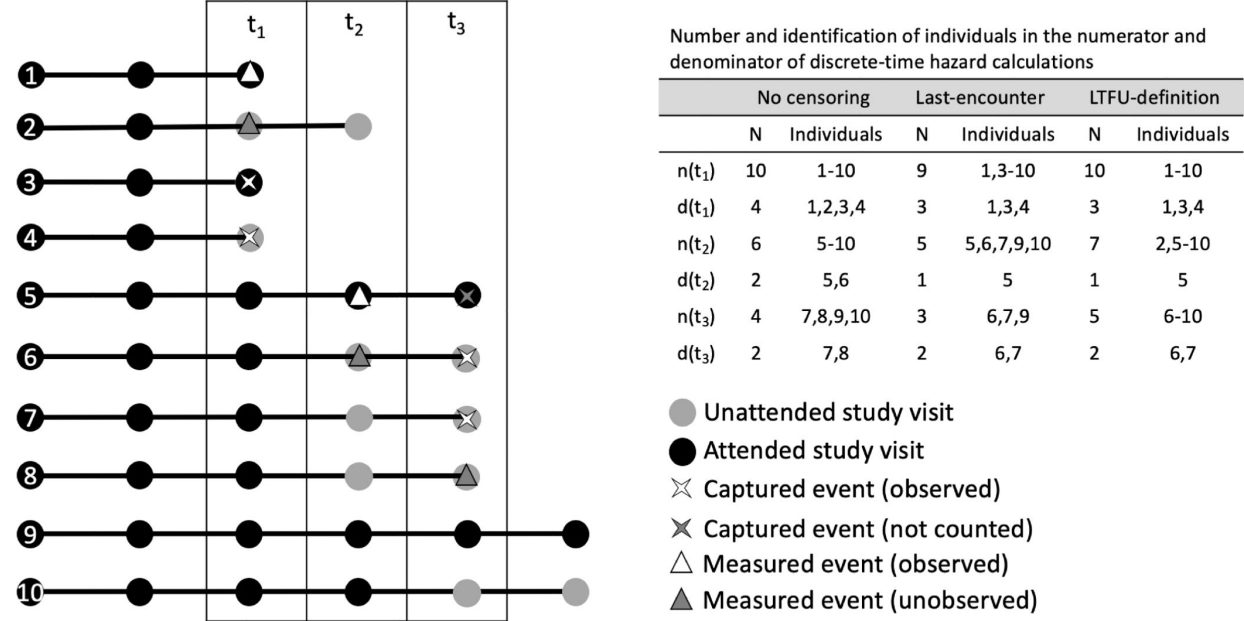 t₁ t₂ t₃
1
2
3
4
5
6
7
8
9
10
Number and identification of individuals in the numerator and
denominator of discrete-time hazard calculations
No censoring Last-encounter LTFU-definition
N Individuals N Individuals N Individuals
n(t₁) 10 1-10 9 1,3-10 10 1-10
d(t₁) 4 1,2,3,4 3 1,3,4 3 1,3,4
n(t₂) 6 5-10 5 5,6,7,9,10 7 2,5-10
d(t₂) 2 5,6 1 5 1 5
n(t₃) 4 7,8,9,10 3 6,7,9 5 6-10
d(t₃) 2 7,8 2 6,7 2 6,7
Unattended study visit
Attended study visit
Captured event (observed)
Captured event (not counted)
Measured event (observed)
Measured event (unobserved)